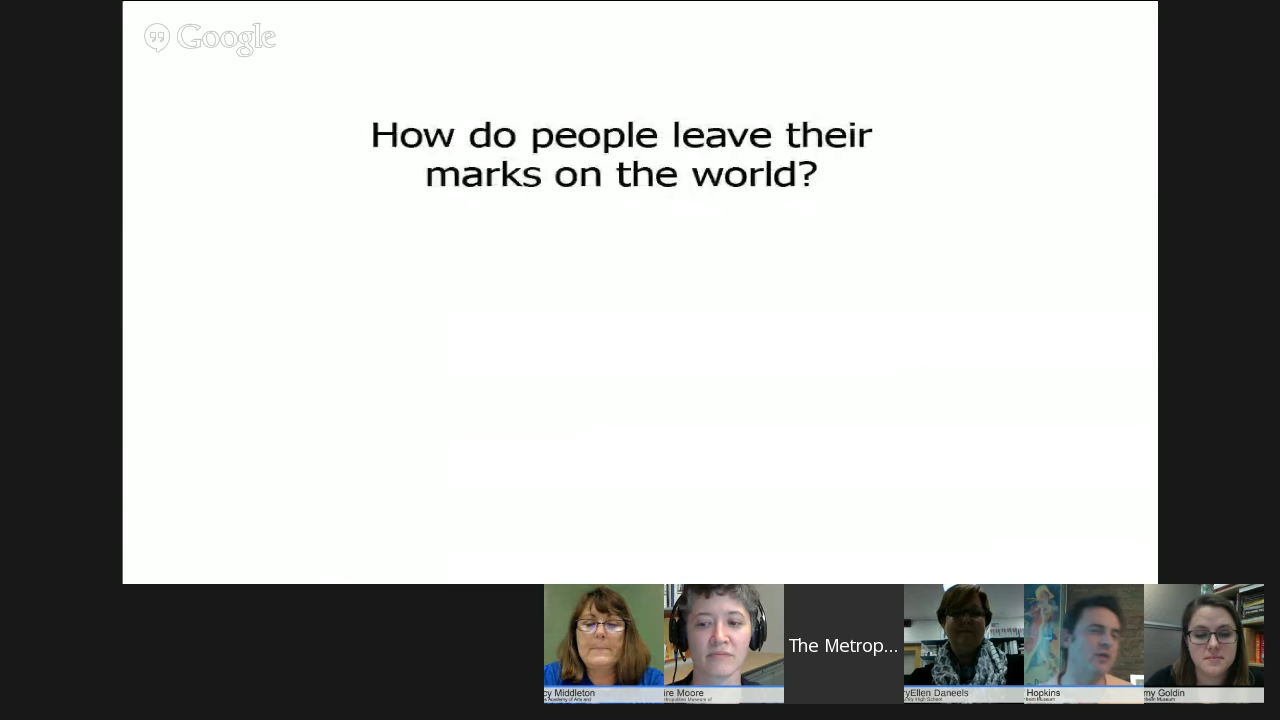 Google
How do people leave their
marks on the world?
The Metrop...
cy Middleton
ire Moore
ryEllen Daneels
Hopkins
my Goldin